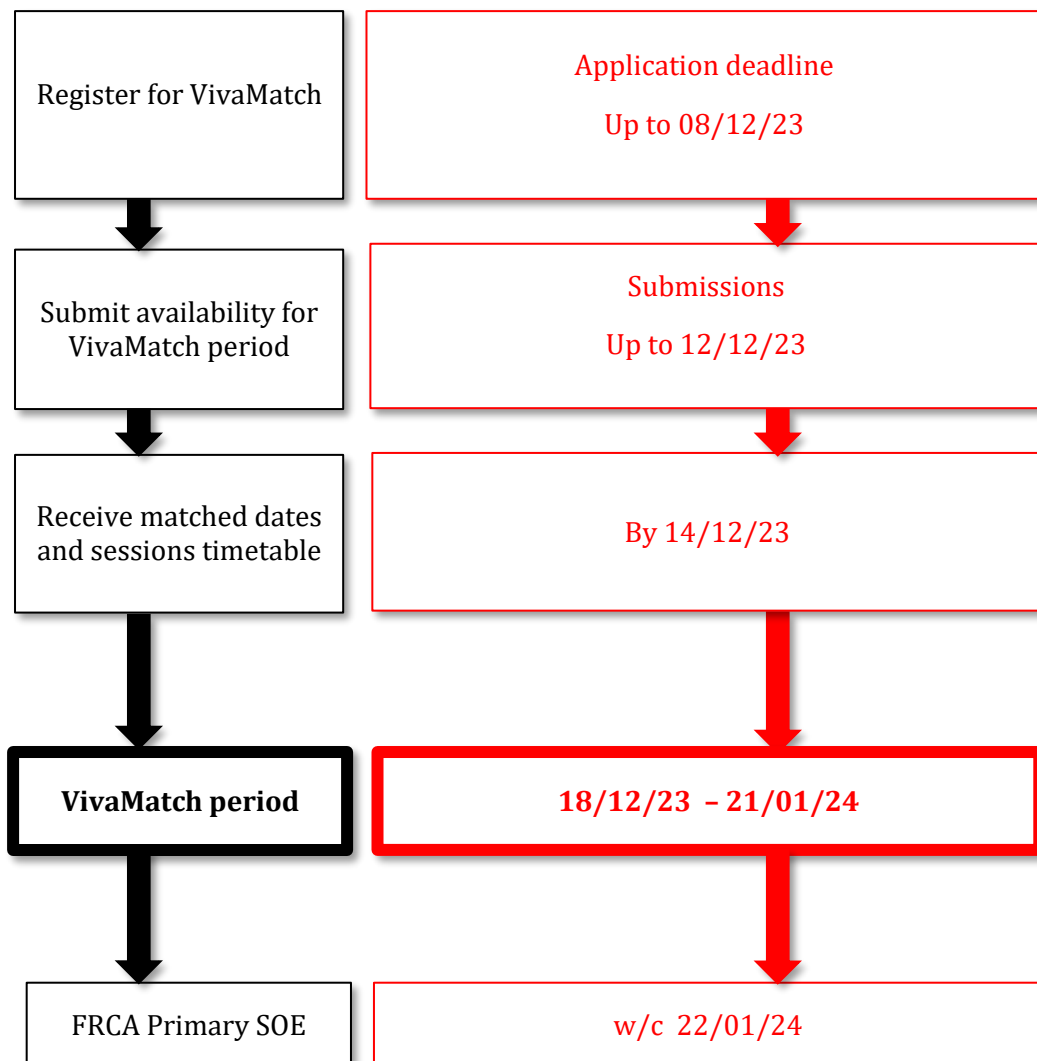 Register for VivaMatch
Application deadline
Up to 08/12/23
Submit availability for
VivaMatch period
Submissions
Up to 12/12/23
Receive matched dates
and sessions timetable
By 14/12/23
VivaMatch period
18/12/23 – 21/01/24
FRCA Primary SOE
w/c 22/01/24